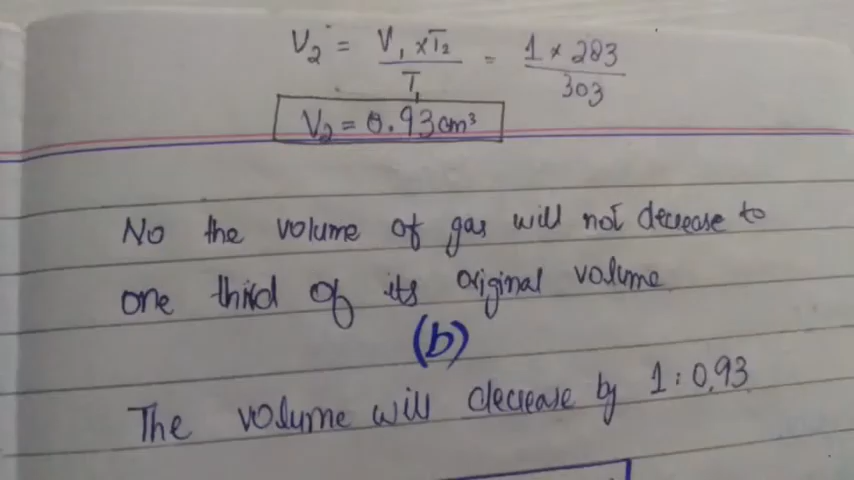 V₂ = V₁ × T₂ / T₁ = 1 × 283 / 303
V₂ = 0.93 cm³
No the volume of gas will not decrease to
one third of its original volume
(b)
The volume will decrease by 1 : 0.93